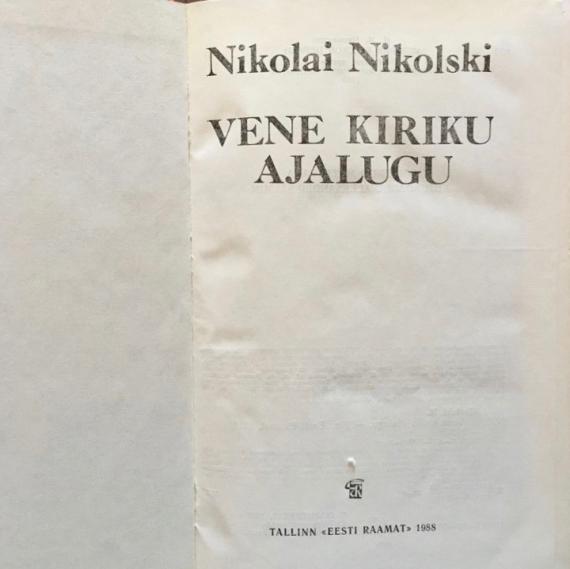 Nikolai Nikolski
VENE KIRIKU
AJALUGU
TALLINN «EESTI RAAMAT» 1988